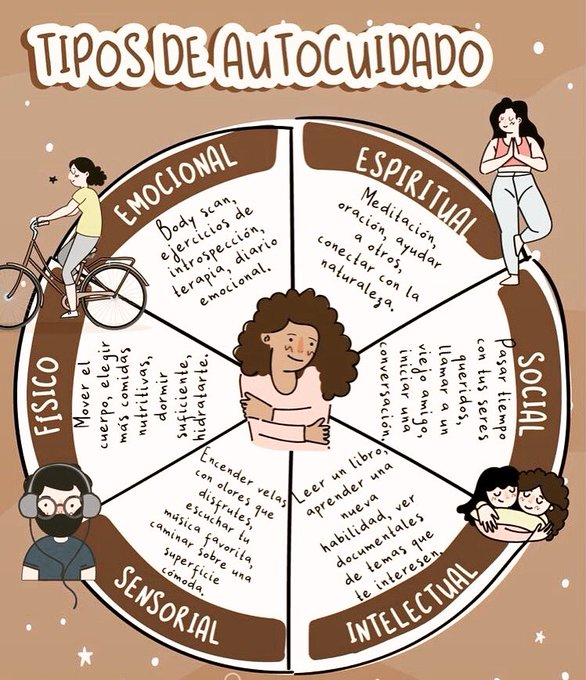 TIPOS DE AUTOCUIDADO
EMOCIONAL
Body scan,
ejercicios de
introspección,
terapia, diario
emocional.
ESPIRITUAL
Meditación,
oración, ayudar
a otros,
conectar con la
naturaleza.
SOCIAL
Pasar tiempo
con tus seres
queridos,
llamar a un
viejo amigo,
iniciar una
conversación,
INTELECTUAL
Leer un libro,
aprender una
nueva
habilidad, ver
documentales
de temas que
te interesen.
SENSORIAL
Encender velas
con olores que
disfrutes,
escuchar tu
música favorita,
caminar sobre una
superficie
cómoda.
FÍSICO
Mover el
cuerpo, elegir
más comidas
nutritivas,
dormir
suficiente,
hidratarte.